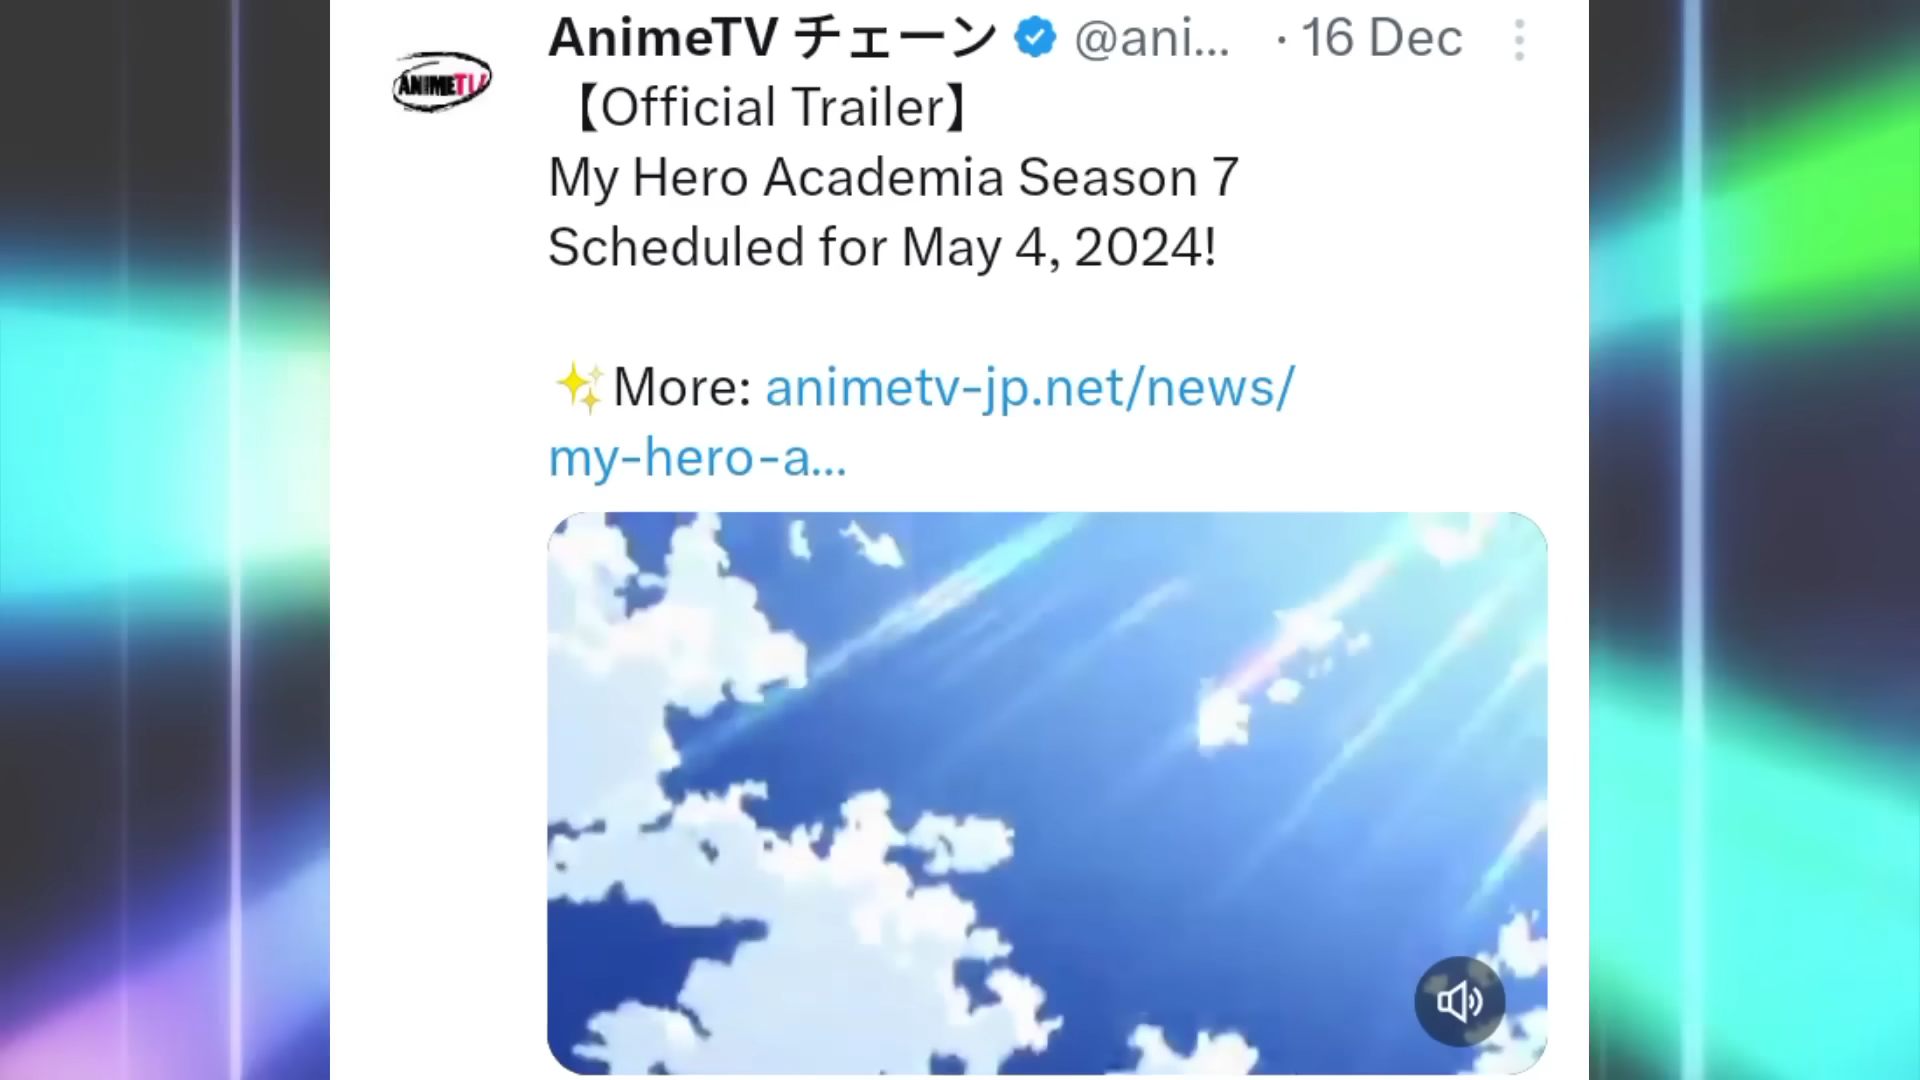 AnimeTV チェーン @ani... · 16 Dec
ANIMETV
【Official Trailer】
My Hero Academia Season 7
Scheduled for May 4, 2024!
✨More: animetv-jp.net/news/
my-hero-a...